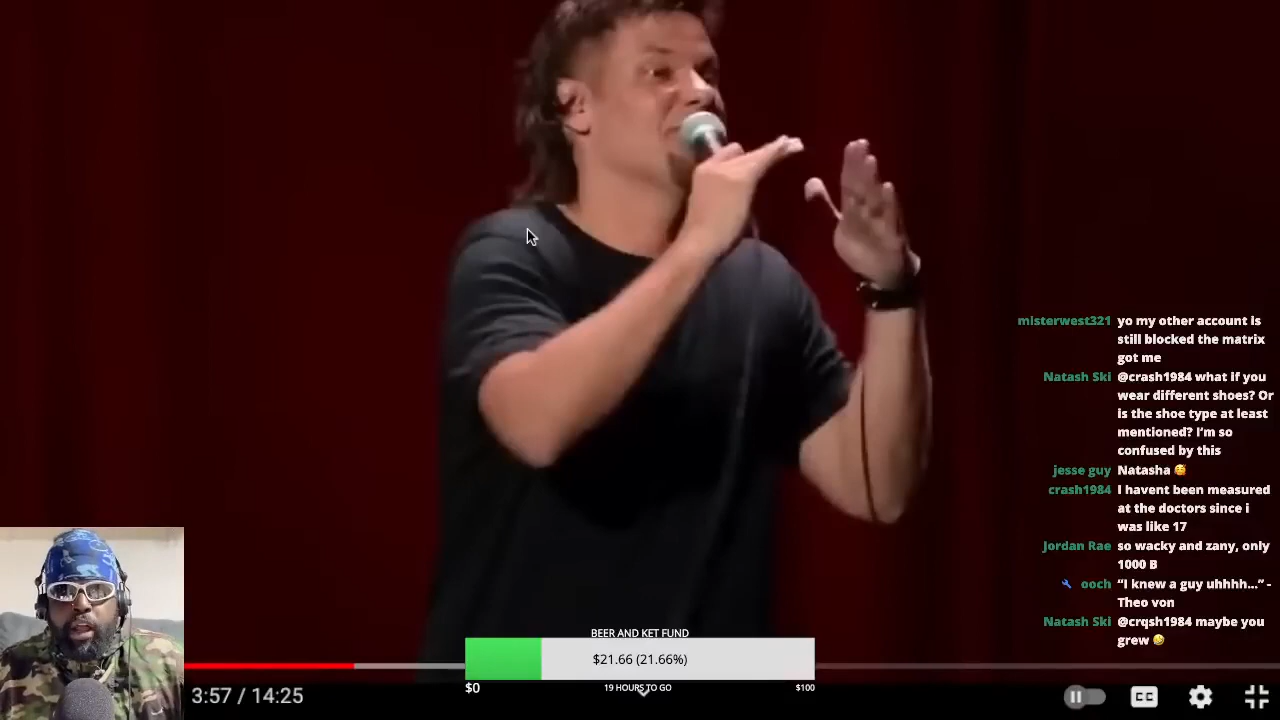 misterwest321 yo my other account is
still blocked the matrix
got me
Natash Ski @crash1984 what if you
wear different shoes? Or
is the shoe type at least
mentioned? I'm so
confused by this
jesse guy Natasha 🥰
crash1984 I havent been measured
at the doctors since i
was like 17
Jordan Rae so wacky and zany, only
1000 B
ooch “I knew a guy uhhhh...” -
Theo von
Natash Ski @crqsh1984 maybe you
grew 🤣
BEER AND KET FUND
$21.66 (21.66%)
$0 19 HOURS TO GO $100
3:57 / 14:25
CC